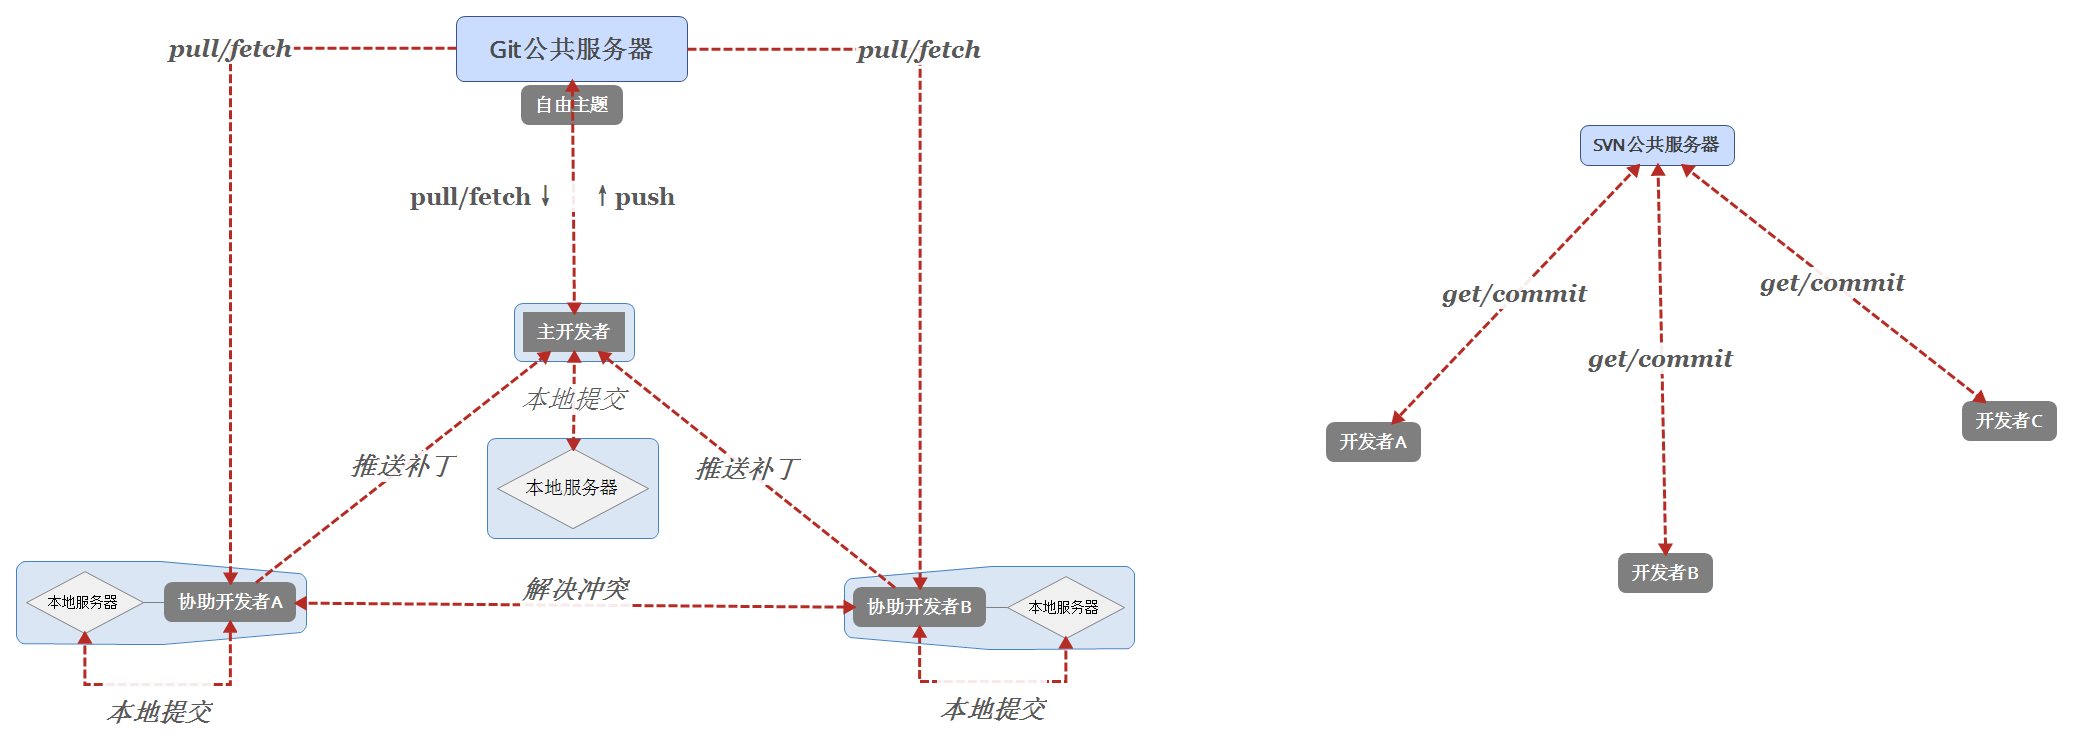 pull/fetch
Git公共服务器
pull/fetch
自由主题
pull/fetch ↓
↑ push
主开发者
本地提交
推送补丁
推送补丁
本地服务器
解决冲突
本地服务器
协助开发者A
协助开发者B
本地服务器
本地提交
本地提交
SVN公共服务器
get/commit
get/commit
get/commit
开发者A
开发者C
开发者B